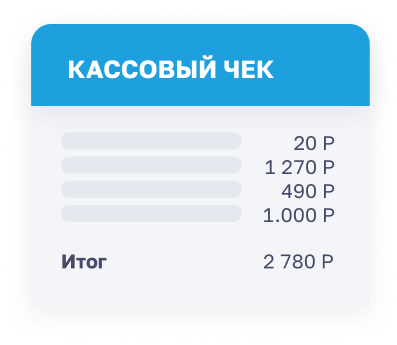 КАССОВЫЙ ЧЕК
20 Р
1 270 Р
490 Р
1.000 Р
Итог 2 780 Р